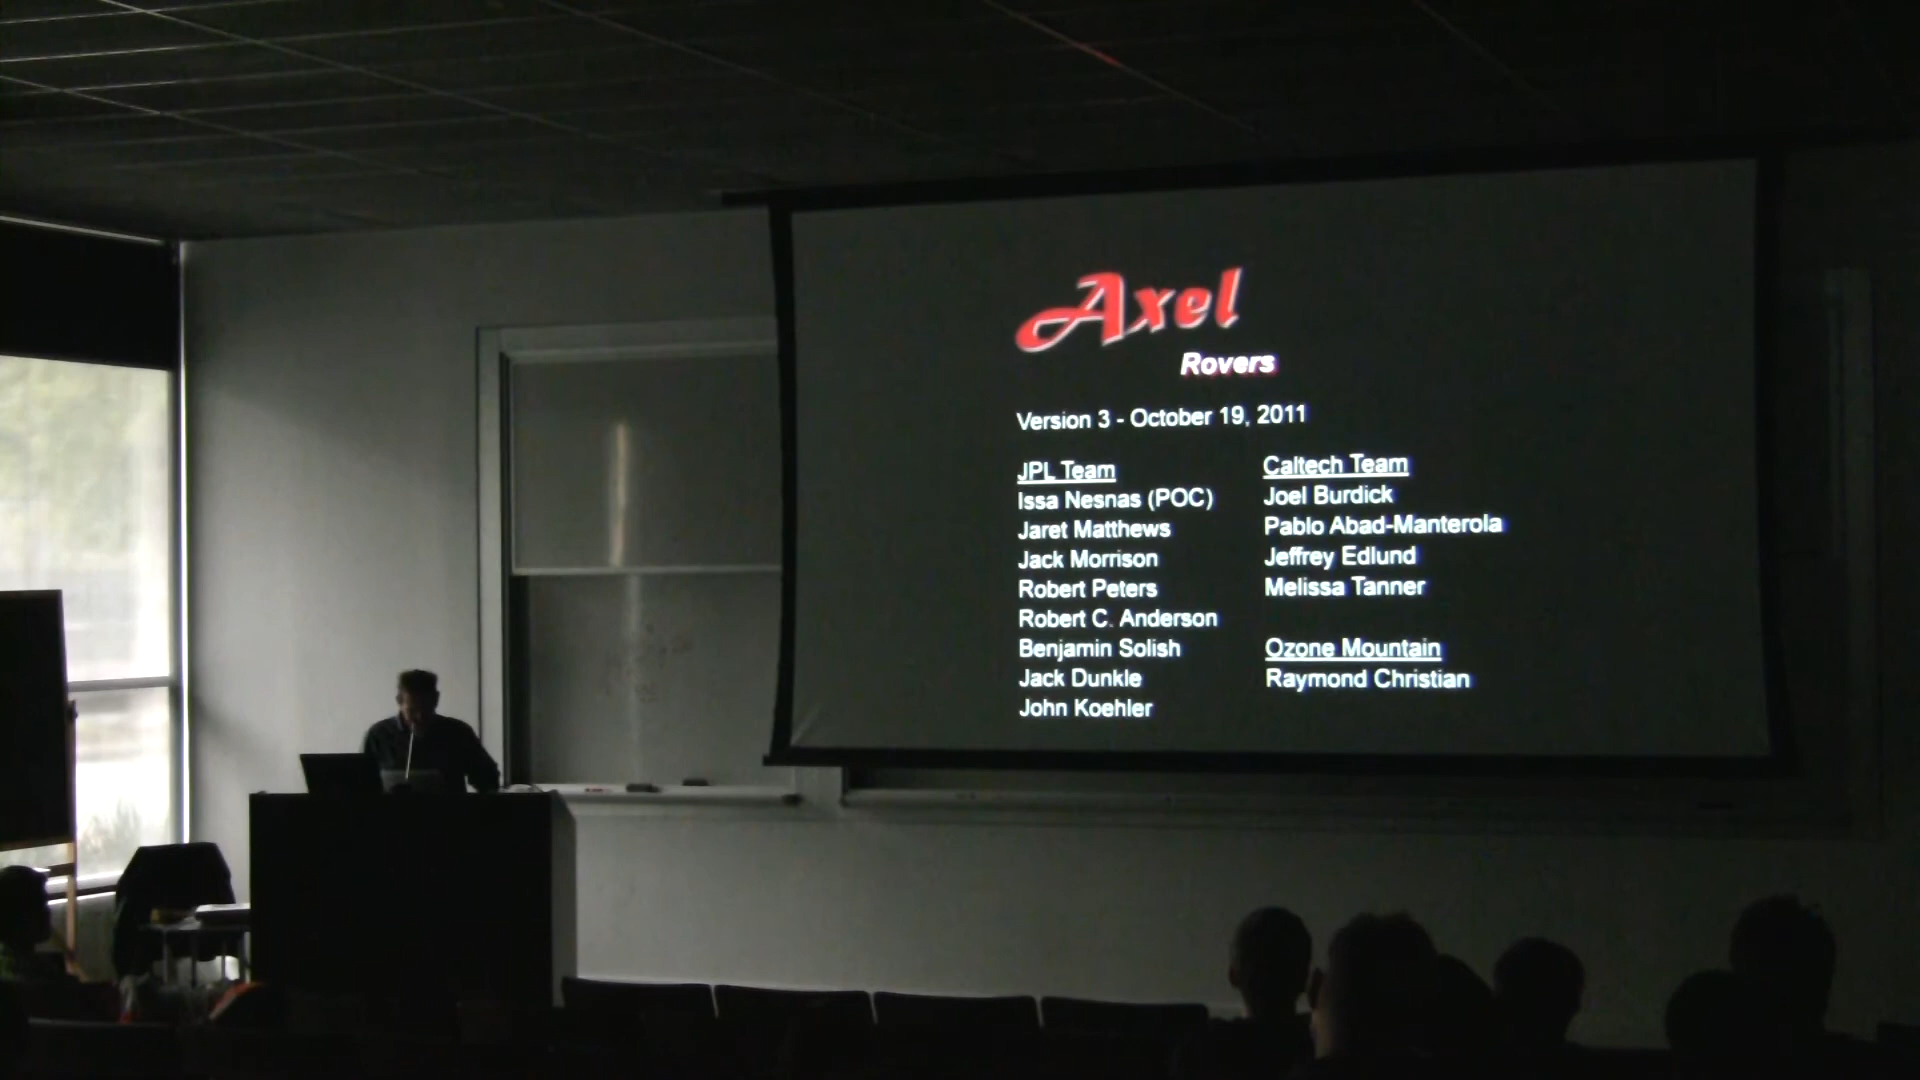 Axel
Rovers
Version 3 - October 19, 2011
JPL Team
Issa Nesnas (POC)
Jaret Matthews
Jack Morrison
Robert Peters
Robert C. Anderson
Benjamin Solish
Jack Dunkle
John Koehler
Caltech Team
Joel Burdick
Pablo Abad-Manterola
Jeffrey Edlund
Melissa Tanner
Ozone Mountain
Raymond Christian